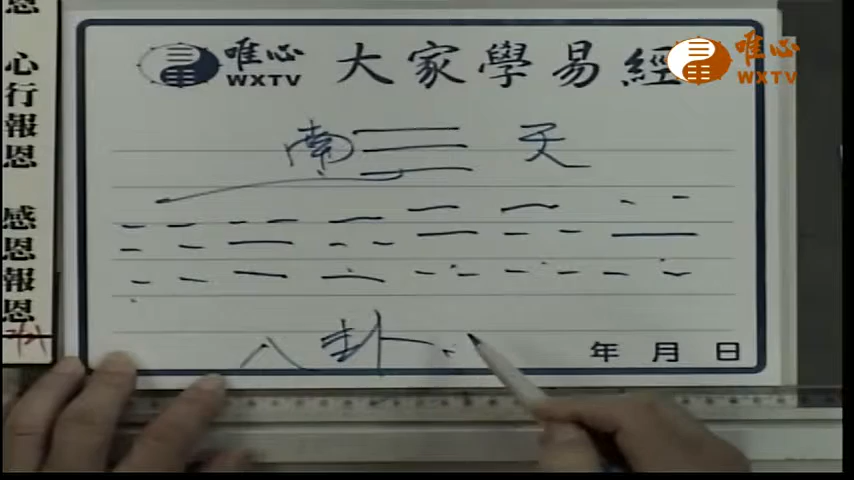 恩 心行報恩 感恩報恩
唯心 大家學易經 唯心
WXTV WXTV
南 天
八卦
年 月 日